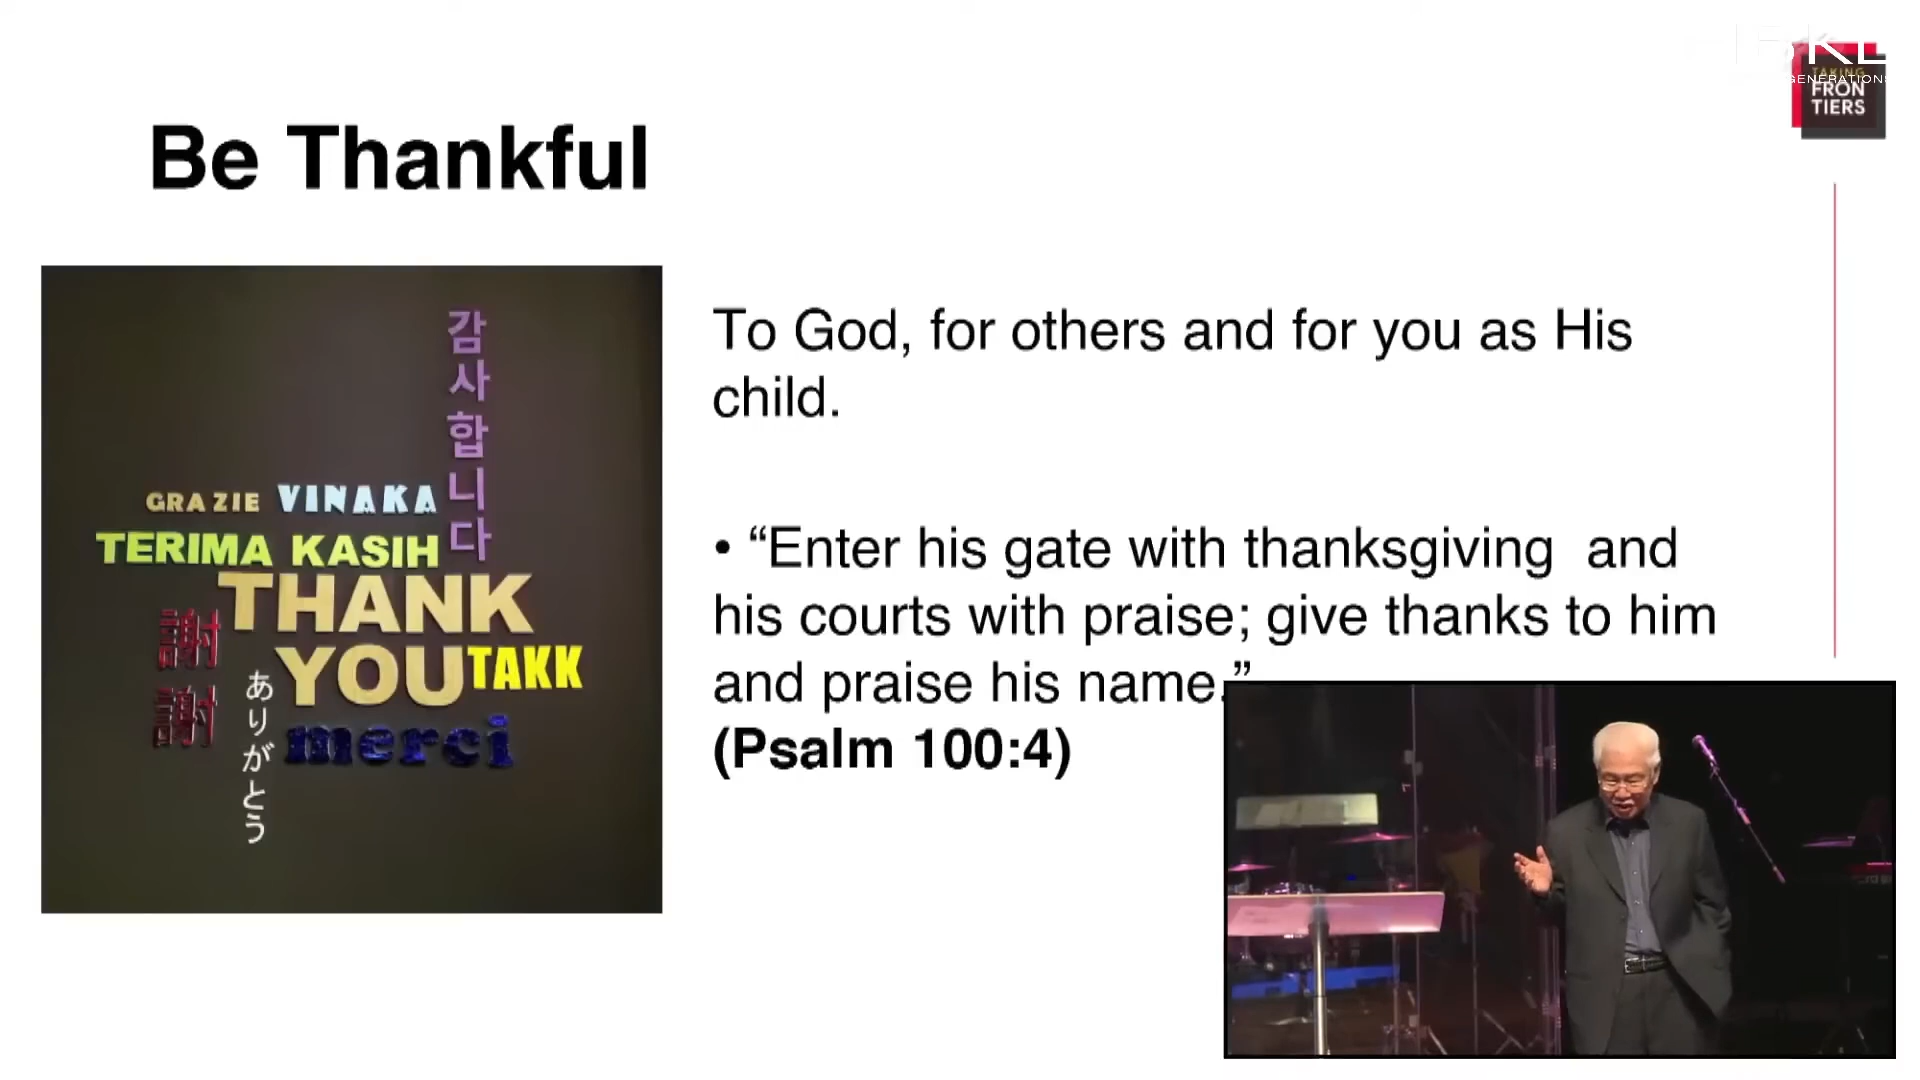 Be Thankful
GENERATIONS
TAKING
FRON
TIERS
감사합니다
GRAZIE VINAKA
TERIMA KASIH
THANK
YOU TAKK
謝謝
ありがとう
merci
To God, for others and for you as His
child.
• “Enter his gate with thanksgiving and
his courts with praise; give thanks to him
and praise his name.”
(Psalm 100:4)